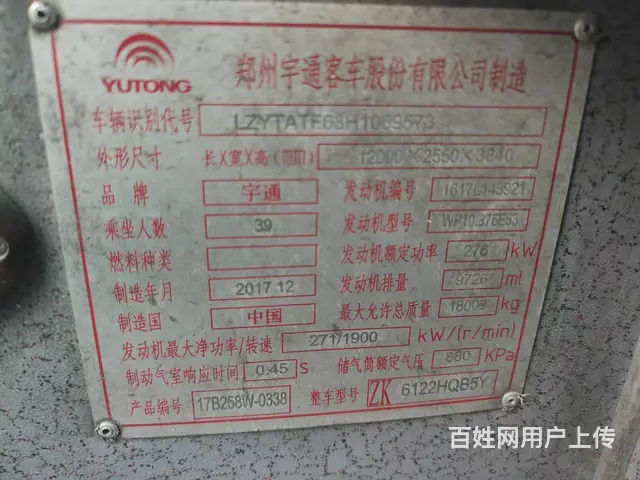 YUTONG
郑州宇通客车股份有限公司制造
车辆识别代号 LZYTATE63H1069573
外形尺寸 长X宽X高(mm) 12000X2550X3840
品牌 宇通 发动机编号 1617L143921
乘坐人数 39 发动机型号 WP10.375E53
燃料种类 发动机额定功率 276 kW
制造年月 2017.12 发动机排量 9726 ml
制造国 中国 最大允许总质量 18000 kg
发动机最大净功率/转速 271/1900 kW/(r/min)
制动气室响应时间 0.45 S 储气筒额定气压 880 KPa
产品编号 17B258W-0338 整车型号 ZK 6122HQB5Y
百姓网用户上传